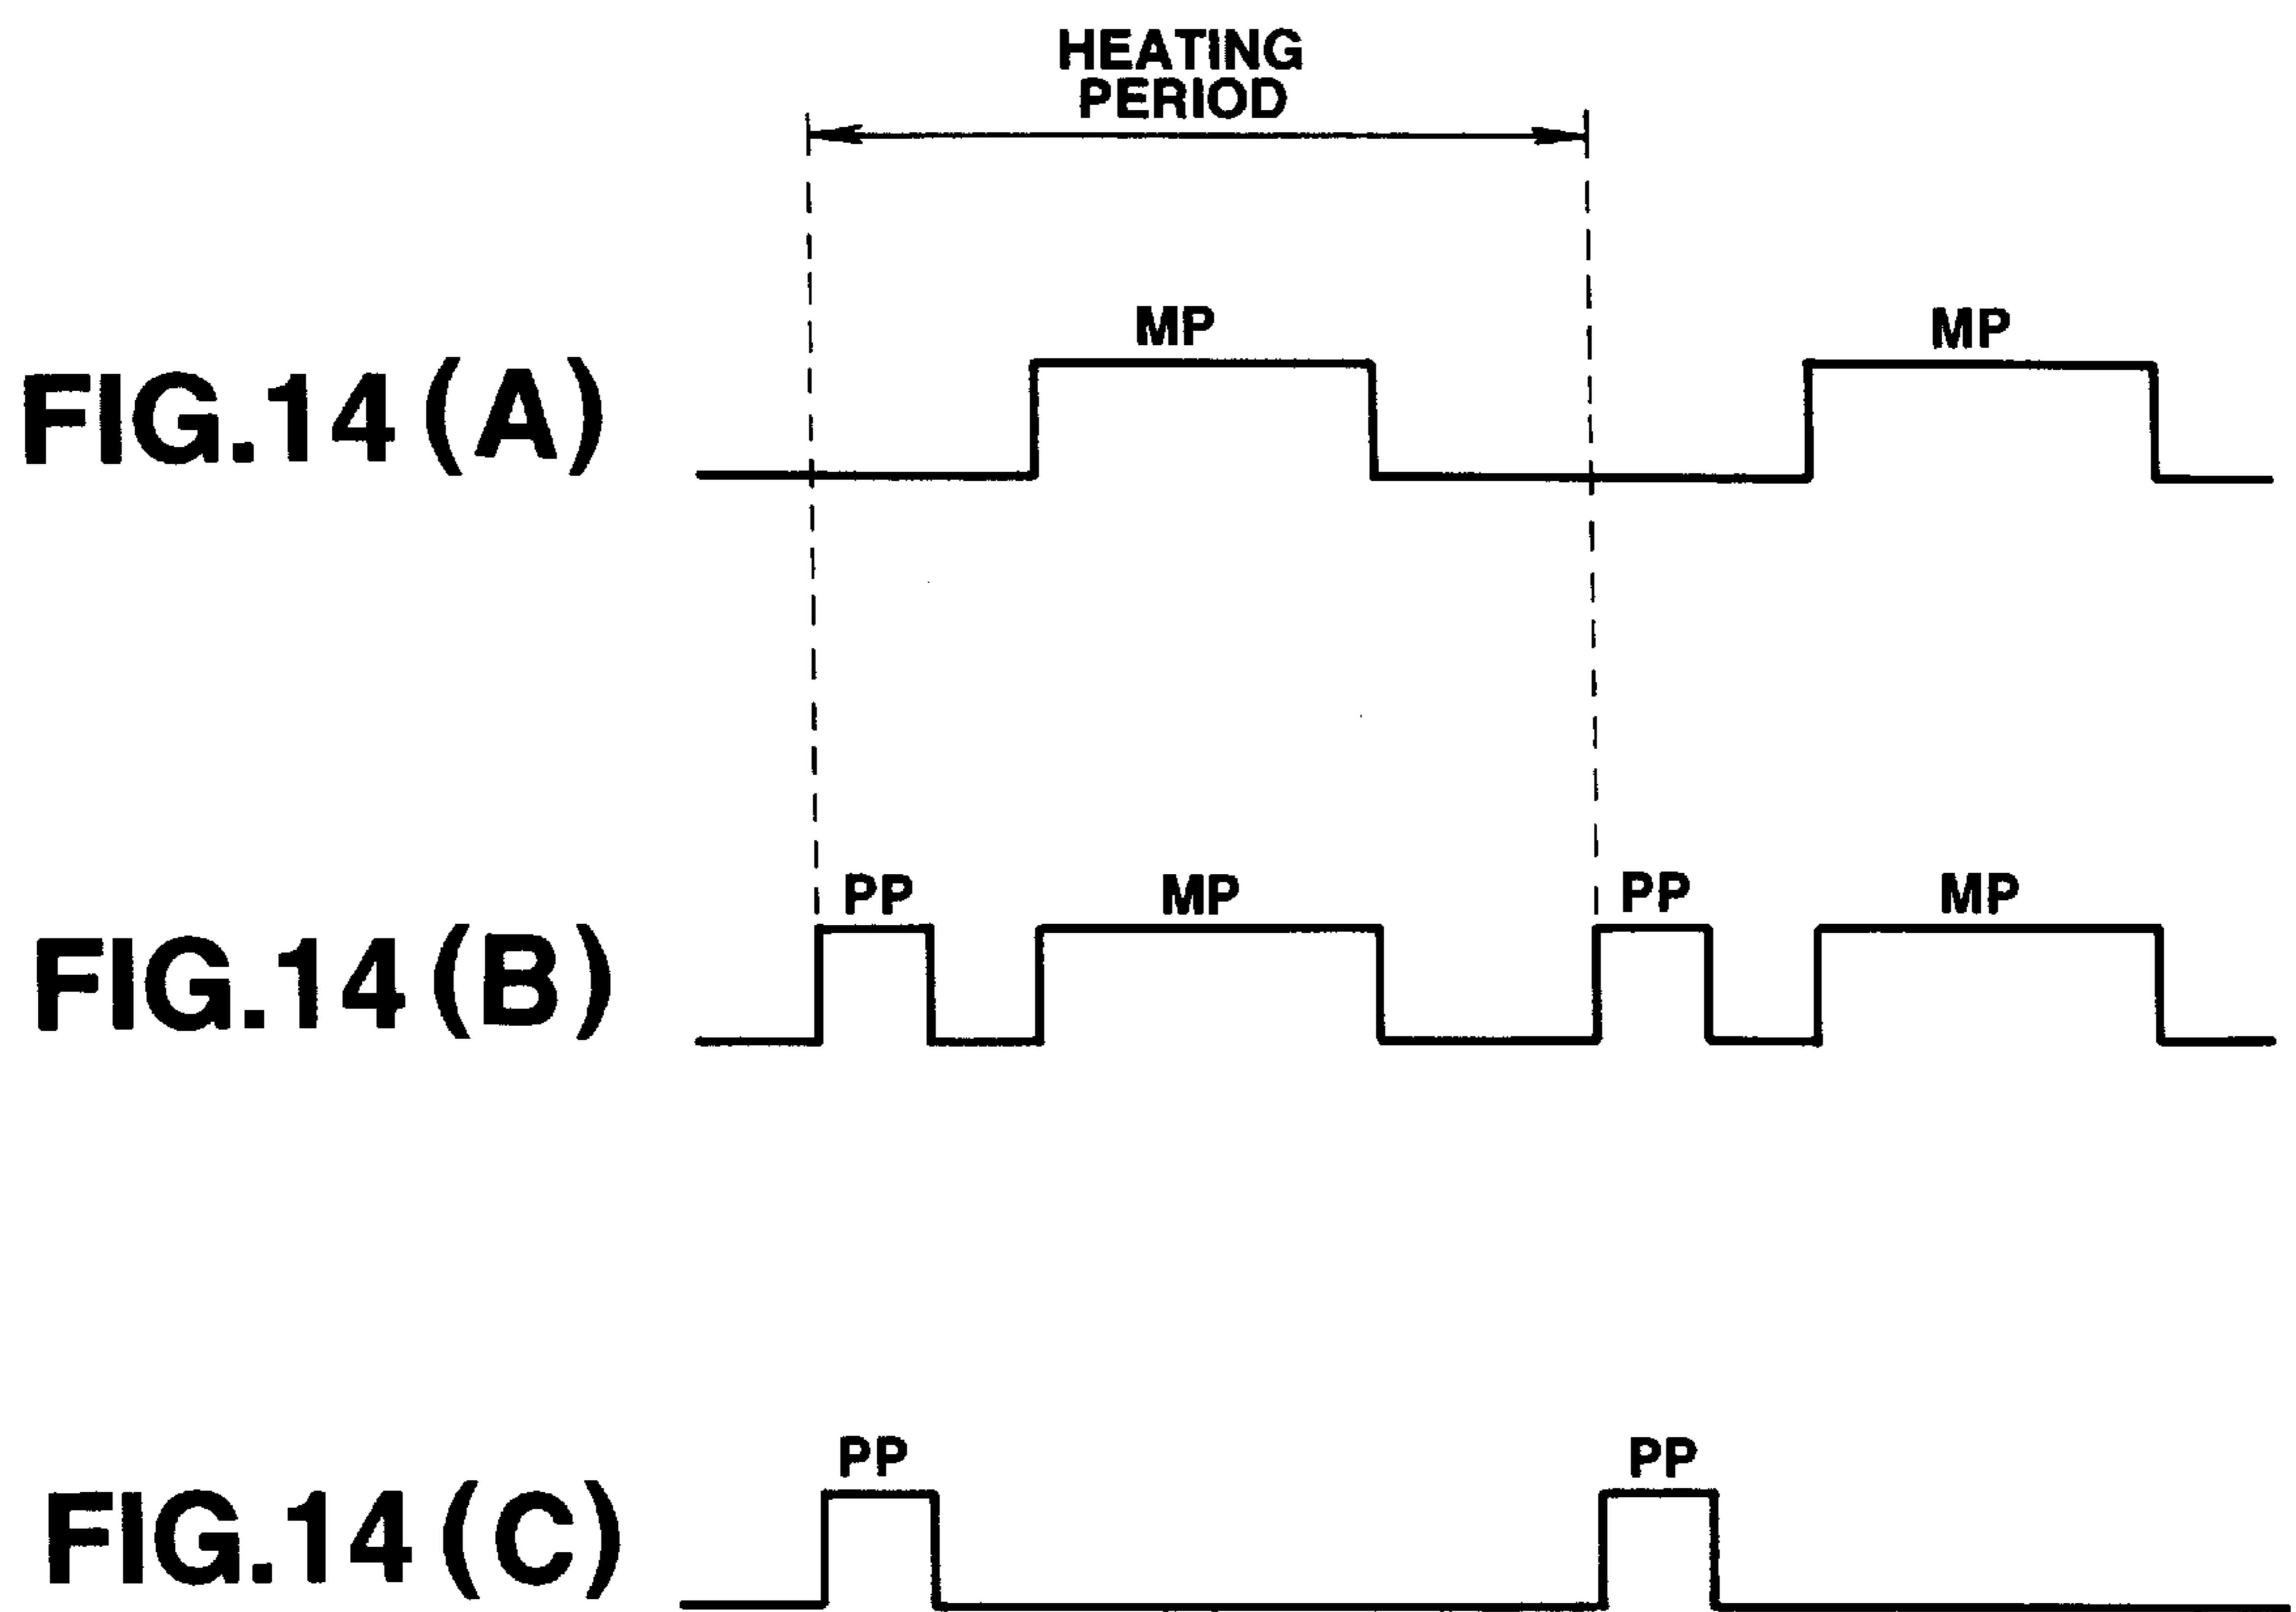 HEATING
PERIOD
MP MP
FIG.14(A)
PP MP PP MP
FIG.14(B)
PP PP
FIG.14(C)